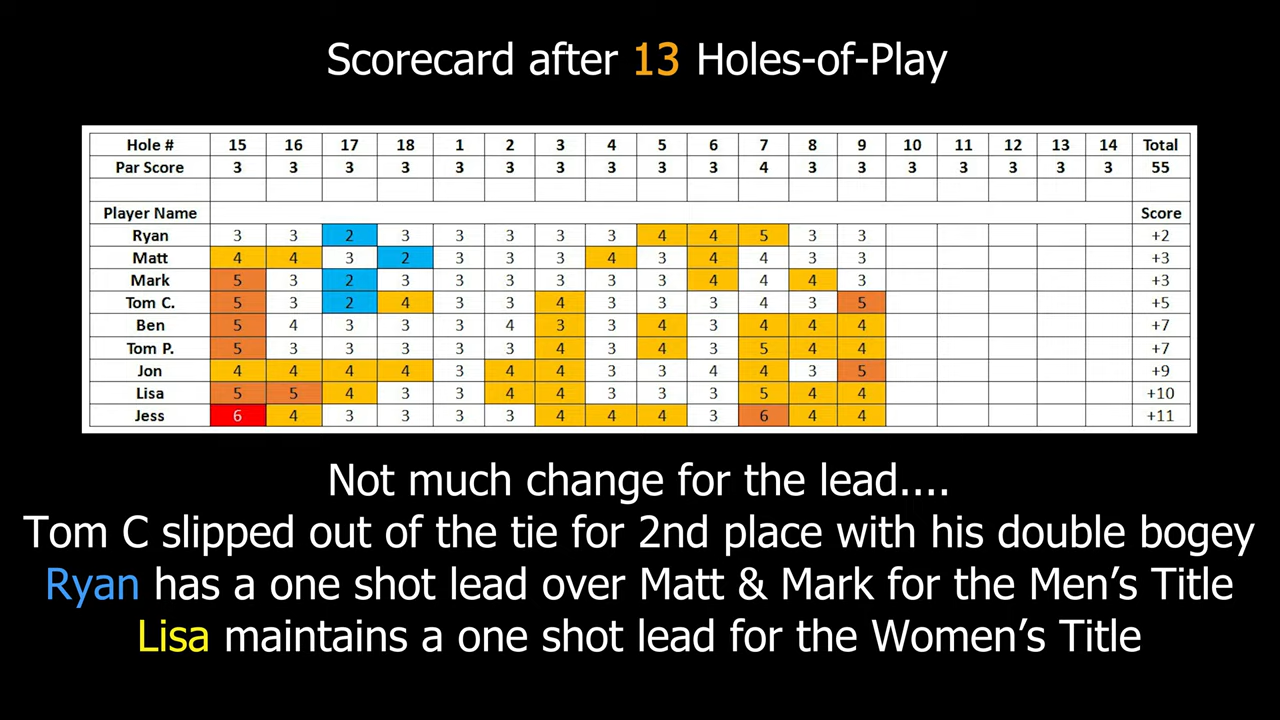 Scorecard after 13 Holes-of-Play
Hole # 15 16 17 18 1 2 3 4 5 6 7 8 9 10 11 12 13 14 Total
Par Score 3 3 3 3 3 3 3 3 3 3 4 3 3 3 3 3 3 3 55
Player Name Score
Ryan 3 3 2 3 3 3 3 3 4 4 5 3 3 +2
Matt 4 4 3 2 3 3 3 4 3 4 4 3 3 +3
Mark 5 3 2 3 3 3 3 3 3 4 4 4 3 +3
Tom C. 5 3 2 4 3 3 4 3 3 3 4 3 5 +5
Ben 5 4 3 3 3 4 3 3 4 3 4 4 4 +7
Tom P. 5 3 3 3 3 3 4 3 4 3 5 4 4 +7
Jon 4 4 4 4 3 4 4 3 3 4 4 3 5 +9
Lisa 5 5 4 3 3 4 4 3 3 3 5 4 4 +10
Jess 6 4 3 3 3 3 4 4 4 3 6 4 4 +11
Not much change for the lead....
Tom C slipped out of the tie for 2nd place with his double bogey
Ryan has a one shot lead over Matt & Mark for the Men’s Title
Lisa maintains a one shot lead for the Women’s Title